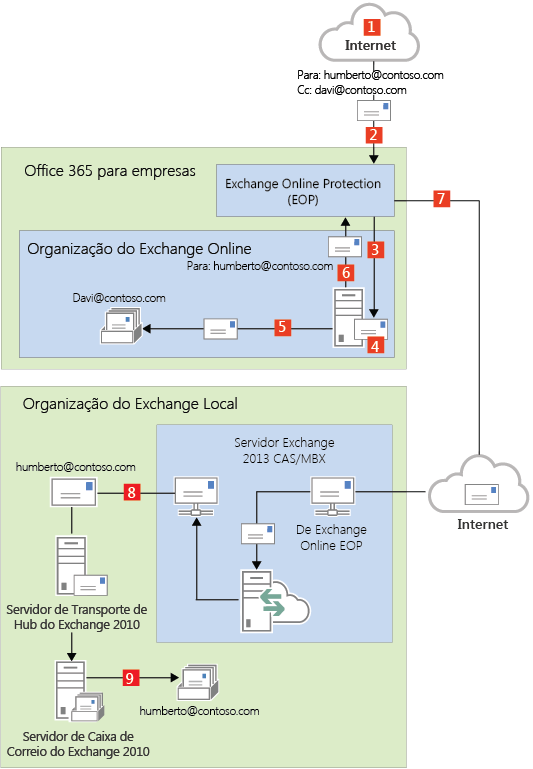 1
Internet
Para: humberto@contoso.com
Cc: davi@contoso.com
2
Office 365 para empresas
Exchange Online Protection
(EOP)
7
Organização do Exchange Online
3
Para: humberto@contoso.com
6
Davi@contoso.com
5
4
Organização do Exchange Local
Servidor Exchange
2013 CAS/MBX
humberto@contoso.com
8
Internet
De Exchange
Online EOP
Servidor de Transporte de
Hub do Exchange 2010
9
humberto@contoso.com
Servidor de Caixa de
Correio do Exchange 2010